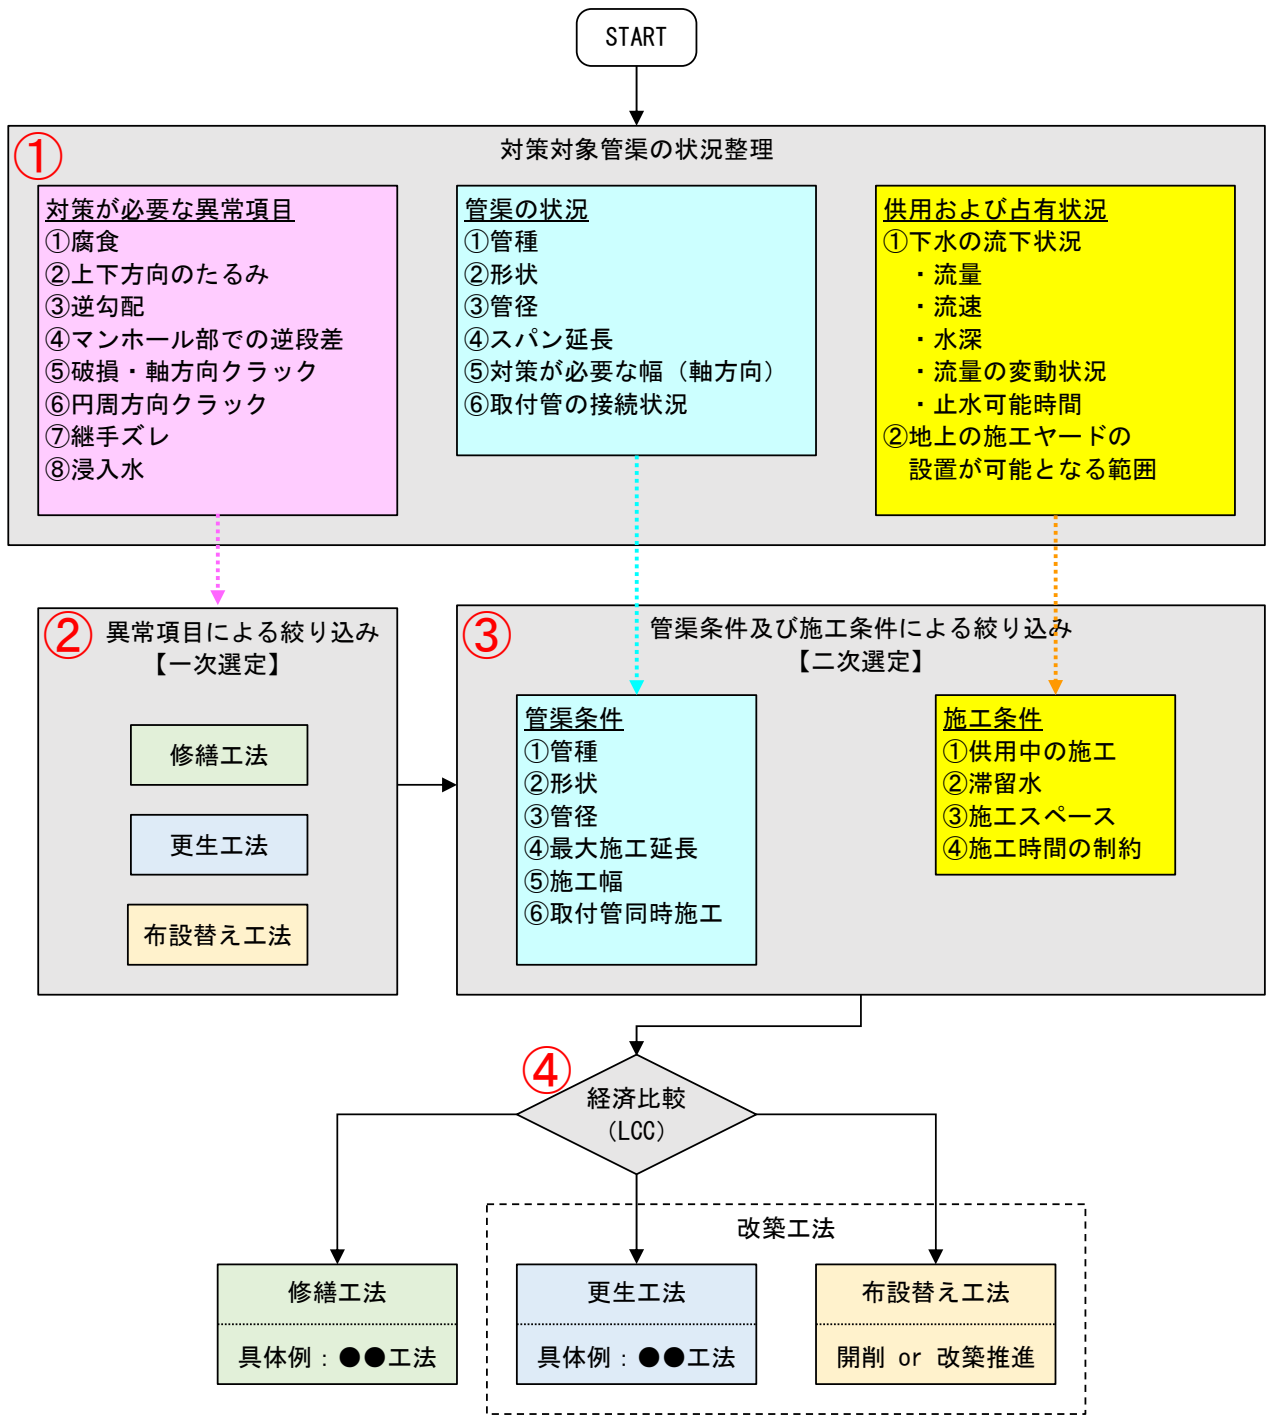 START
①
対策対象管渠の状況整理
対策が必要な異常項目
①腐食
②上下方向のたるみ
③逆勾配
④マンホール部での逆段差
⑤破損・軸方向クラック
⑥円周方向クラック
⑦継手ズレ
⑧浸入水
管渠の状況
①管種
②形状
③管径
④スパン延長
⑤対策が必要な幅（軸方向）
⑥取付管の接続状況
供用および占有状況
①下水の流下状況
・流量
・流速
・水深
・流量の変動状況
・止水可能時間
②地上の施工ヤードの
設置が可能となる範囲
②
異常項目による絞り込み
【一次選定】
修繕工法
更生工法
布設替え工法
③
管渠条件及び施工条件による絞り込み
【二次選定】
管渠条件
①管種
②形状
③管径
④最大施工延長
⑤施工幅
⑥取付管同時施工
施工条件
①供用中の施工
②滞留水
③施工スペース
④施工時間の制約
④
経済比較
(LCC)
改築工法
修繕工法
具体例：●●工法
更生工法
具体例：●●工法
布設替え工法
開削 or 改築推進